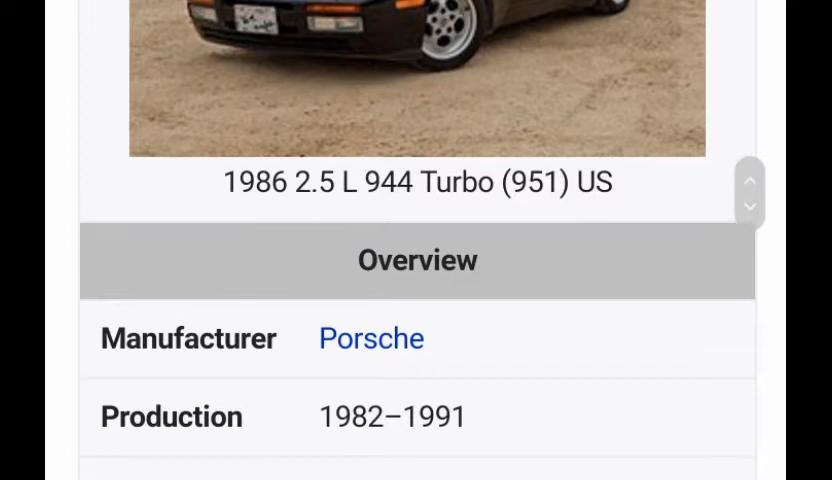 1986 2.5 L 944 Turbo (951) US
Overview
Manufacturer Porsche
Production 1982–1991